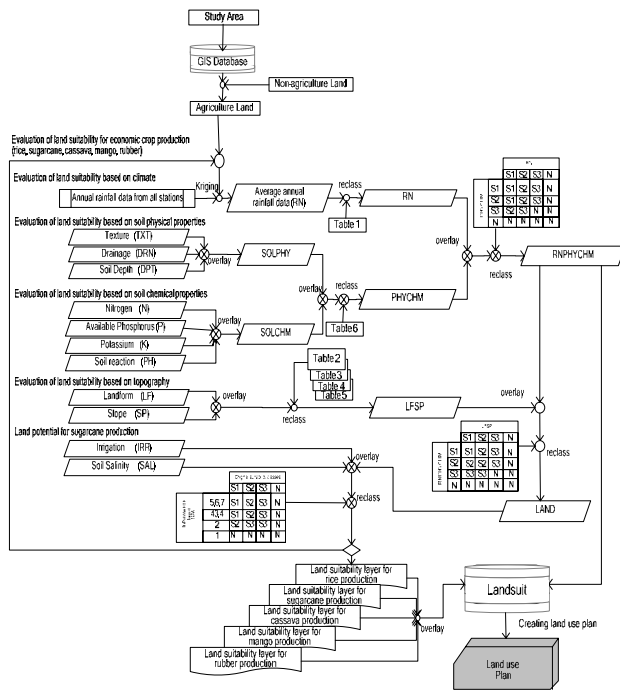 Study Area
GIS Database
Non-agriculture Land
Agriculture Land
Evaluation of land suitability for economic crop production
(rice, sugarcane, cassava, mango, rubber)
Evaluation of land suitability based on climate
Kriging
Annual rainfall data from all stations
Average annual
rainfall data(RN)
reclass
Table 1
RN
S1 S2 S3 N
S1 S1 S2 S3 N
S2 S3 N
S2 S3 N N
N N N N
overlay
reclass
RNPHYCHM
Evaluation of land suitability based on soil physical properties
Texture (TXT)
Drainage (DRN)
Soil Depth (DPT)
overlay
SOLPHY
overlay
reclass
Table6
PHYCHM
Evaluation of land suitability based on soil chemical properties
Nitrogen (N)
Available Phosphorus(P)
Potassium (K)
Soil reaction (PH)
overlay
SOLCHM
Table2
Table3
Table 4
Table5
Evaluation of land suitability based on topography
Landform (LF)
Slope (SP)
overlay
reclass
LFSP
overlay
Land potential for sugarcane production
Irrigation (IRR)
Soil Salinity (SAL)
overlay
LFSP
S1 S2 S3 N
S1 S1 S2 S3 N
S2 S2 S3 N
S3 S3 N
N N N N N
reclass
LAND
S1 S2 S3 N
5,6,7 S1 S2 S3 N
4,3,4 S1 S2 S3 N
2 S2 S3 N N
1 N N N N
reclass
Land suitability layer for
rice production
Land suitability layer for
sugarcane production
Land suitability layer for
cassava production
Land suitability layer for
mango production
Land suitability layer for
rubber production
overlay
Landsuit
Creating land use plan
Land use
Plan